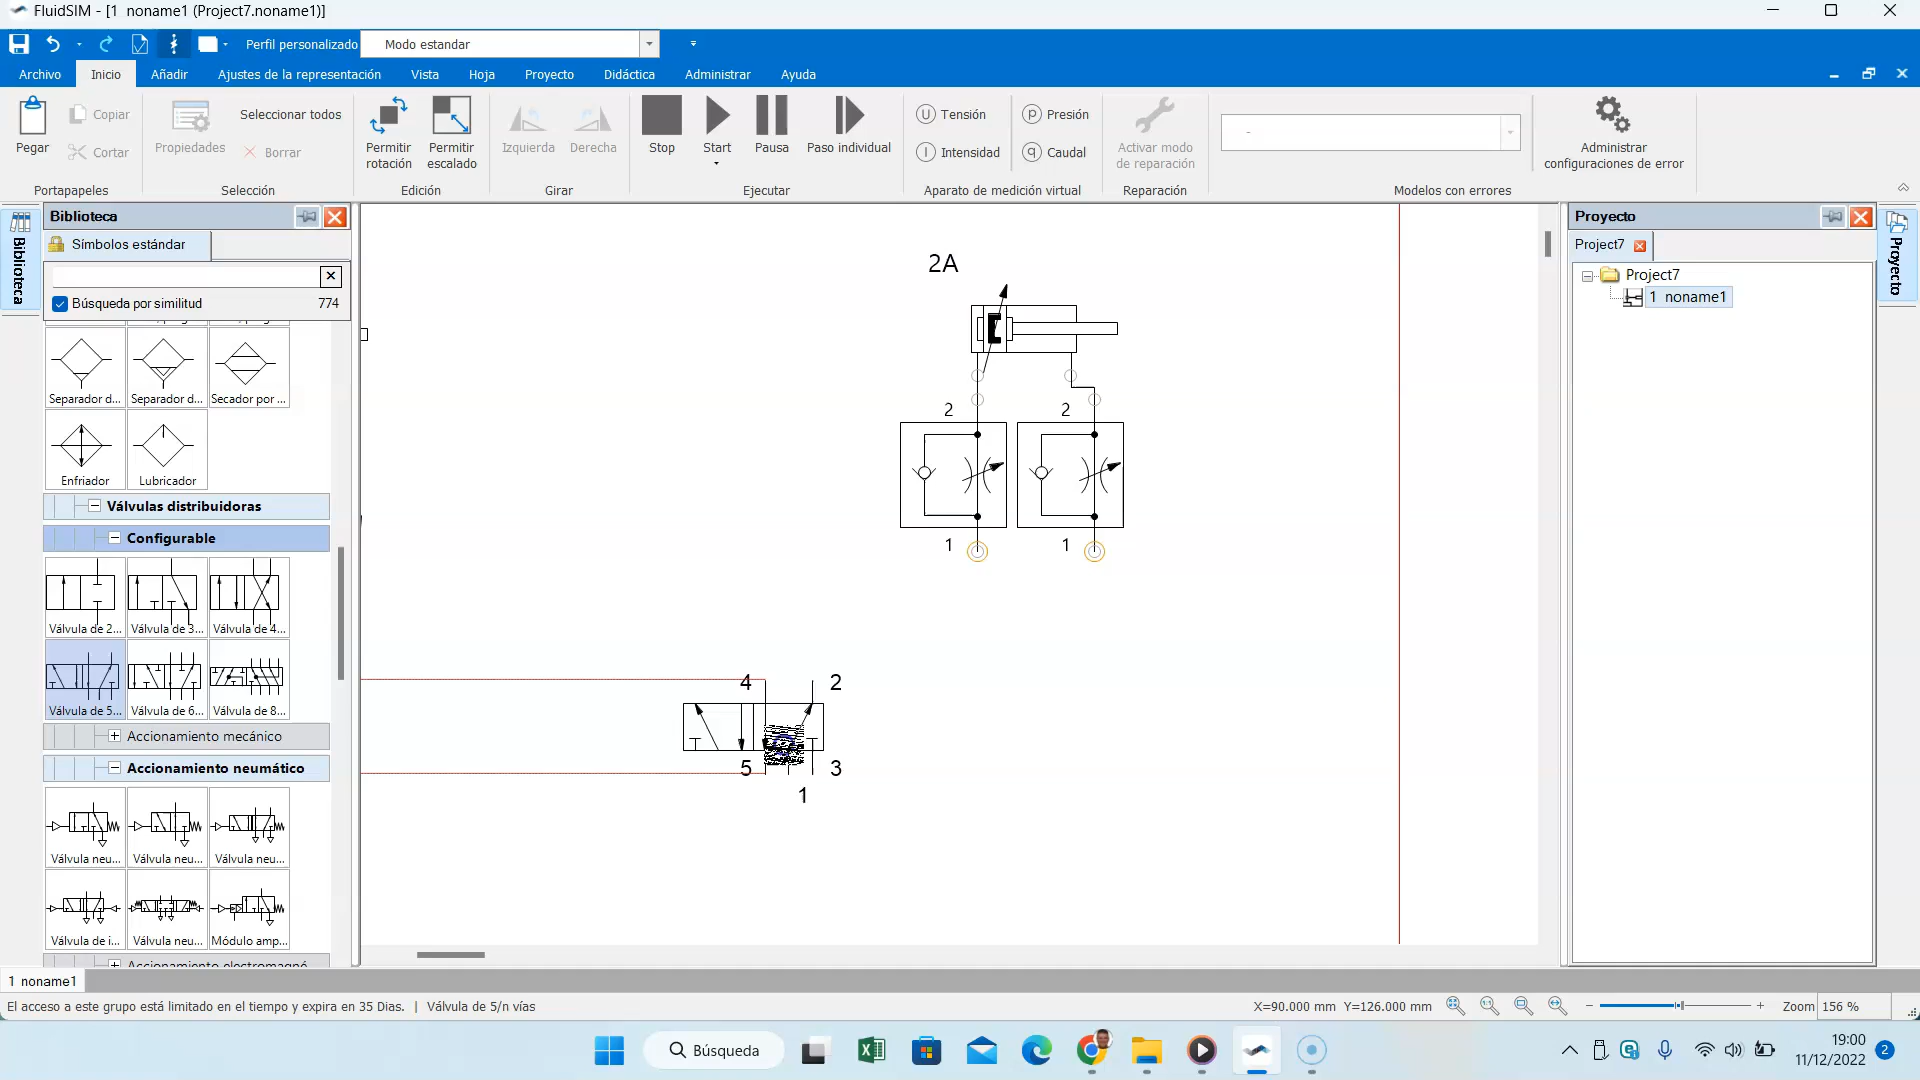 FluidSIM - [1  noname1 (Project7.noname1)]
Perfil personalizado
Modo estandar
Archivo
Inicio
Añadir
Ajustes de la representación
Vista
Hoja
Proyecto
Didáctica
Administrar
Ayuda
Pegar
Copiar
Cortar
Portapapeles
Propiedades
Seleccionar todos
Borrar
Selección
Permitir rotación
Permitir escalado
Edición
Izquierda
Derecha
Girar
Stop
Start
Pausa
Paso individual
Ejecutar
U Tensión
I Intensidad
P Presión
q Caudal
Aparato de medición virtual
Activar modo de reparación
Reparación
-
Administrar configuraciones de error
Modelos con errores
Biblioteca
Biblioteca
Símbolos estándar
Búsqueda por similitud
774
Separador d...
Separador d...
Secador por ...
Enfriador
Lubricador
Válvulas distribuidoras
Configurable
Válvula de 2...
Válvula de 3...
Válvula de 4...
Válvula de 5...
Válvula de 6...
Válvula de 8...
Accionamiento mecánico
Accionamiento neumático
Válvula neu...
Válvula neu...
Válvula neu...
Válvula de i...
Válvula neu...
Módulo amp...
2A
2
2
1
1
4
2
5
3
1
Proyecto
Project7
Project7
1  noname1
Proyecto
1  noname1
El acceso a este grupo está limitado en el tiempo y expira en 35 Dias.
Válvula de 5/n vías
X=90.000 mm  Y=126.000 mm
Zoom
156 %
Búsqueda
19:00
11/12/2022
2